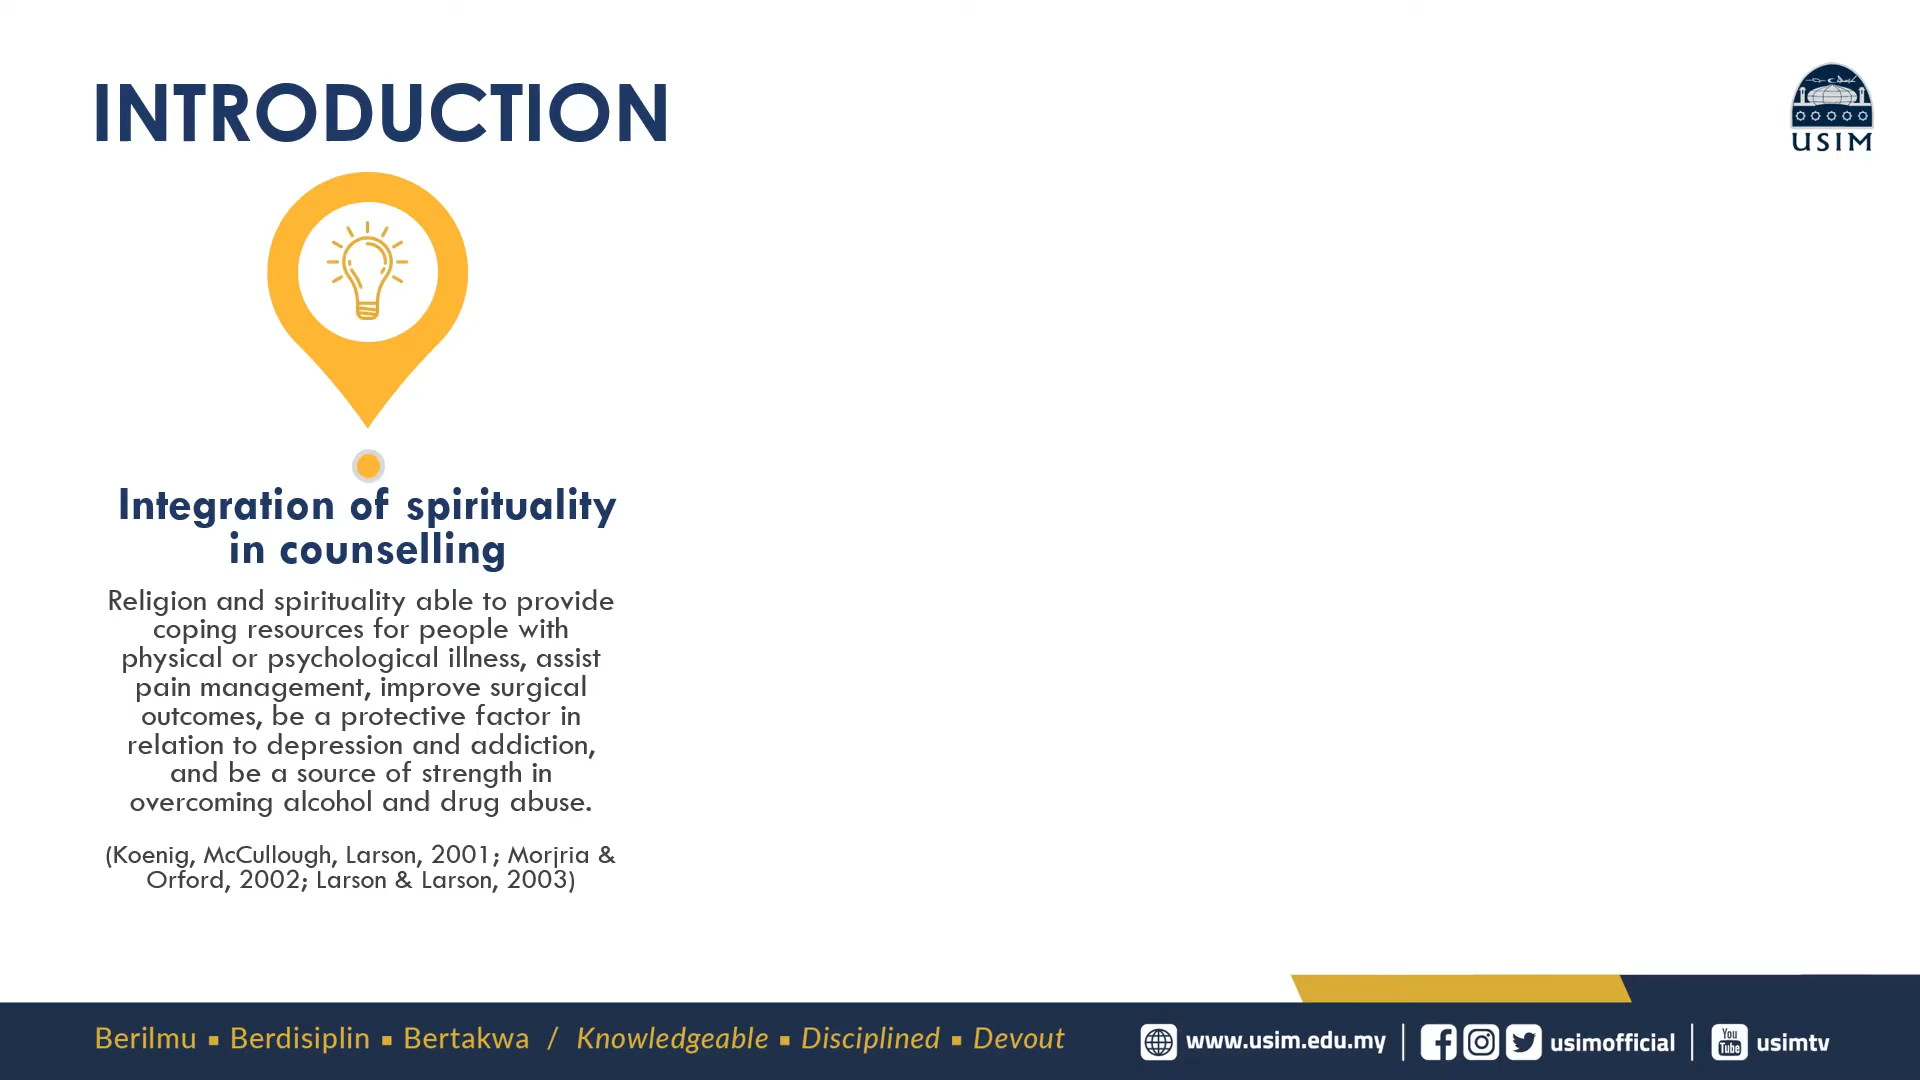 INTRODUCTION
USIM
Integration of spirituality
in counselling
Religion and spirituality able to provide
coping resources for people with
physical or psychological illness, assist
pain management, improve surgical
outcomes, be a protective factor in
relation to depression and addiction,
and be a source of strength in
overcoming alcohol and drug abuse.
(Koenig, McCullough, Larson, 2001; Morjria &
Orford, 2002; Larson & Larson, 2003)
Berilmu ▪ Berdisiplin ▪ Bertakwa / Knowledgeable ▪ Disciplined ▪ Devout
www.usim.edu.my | usimofficial | You Tube usimtv